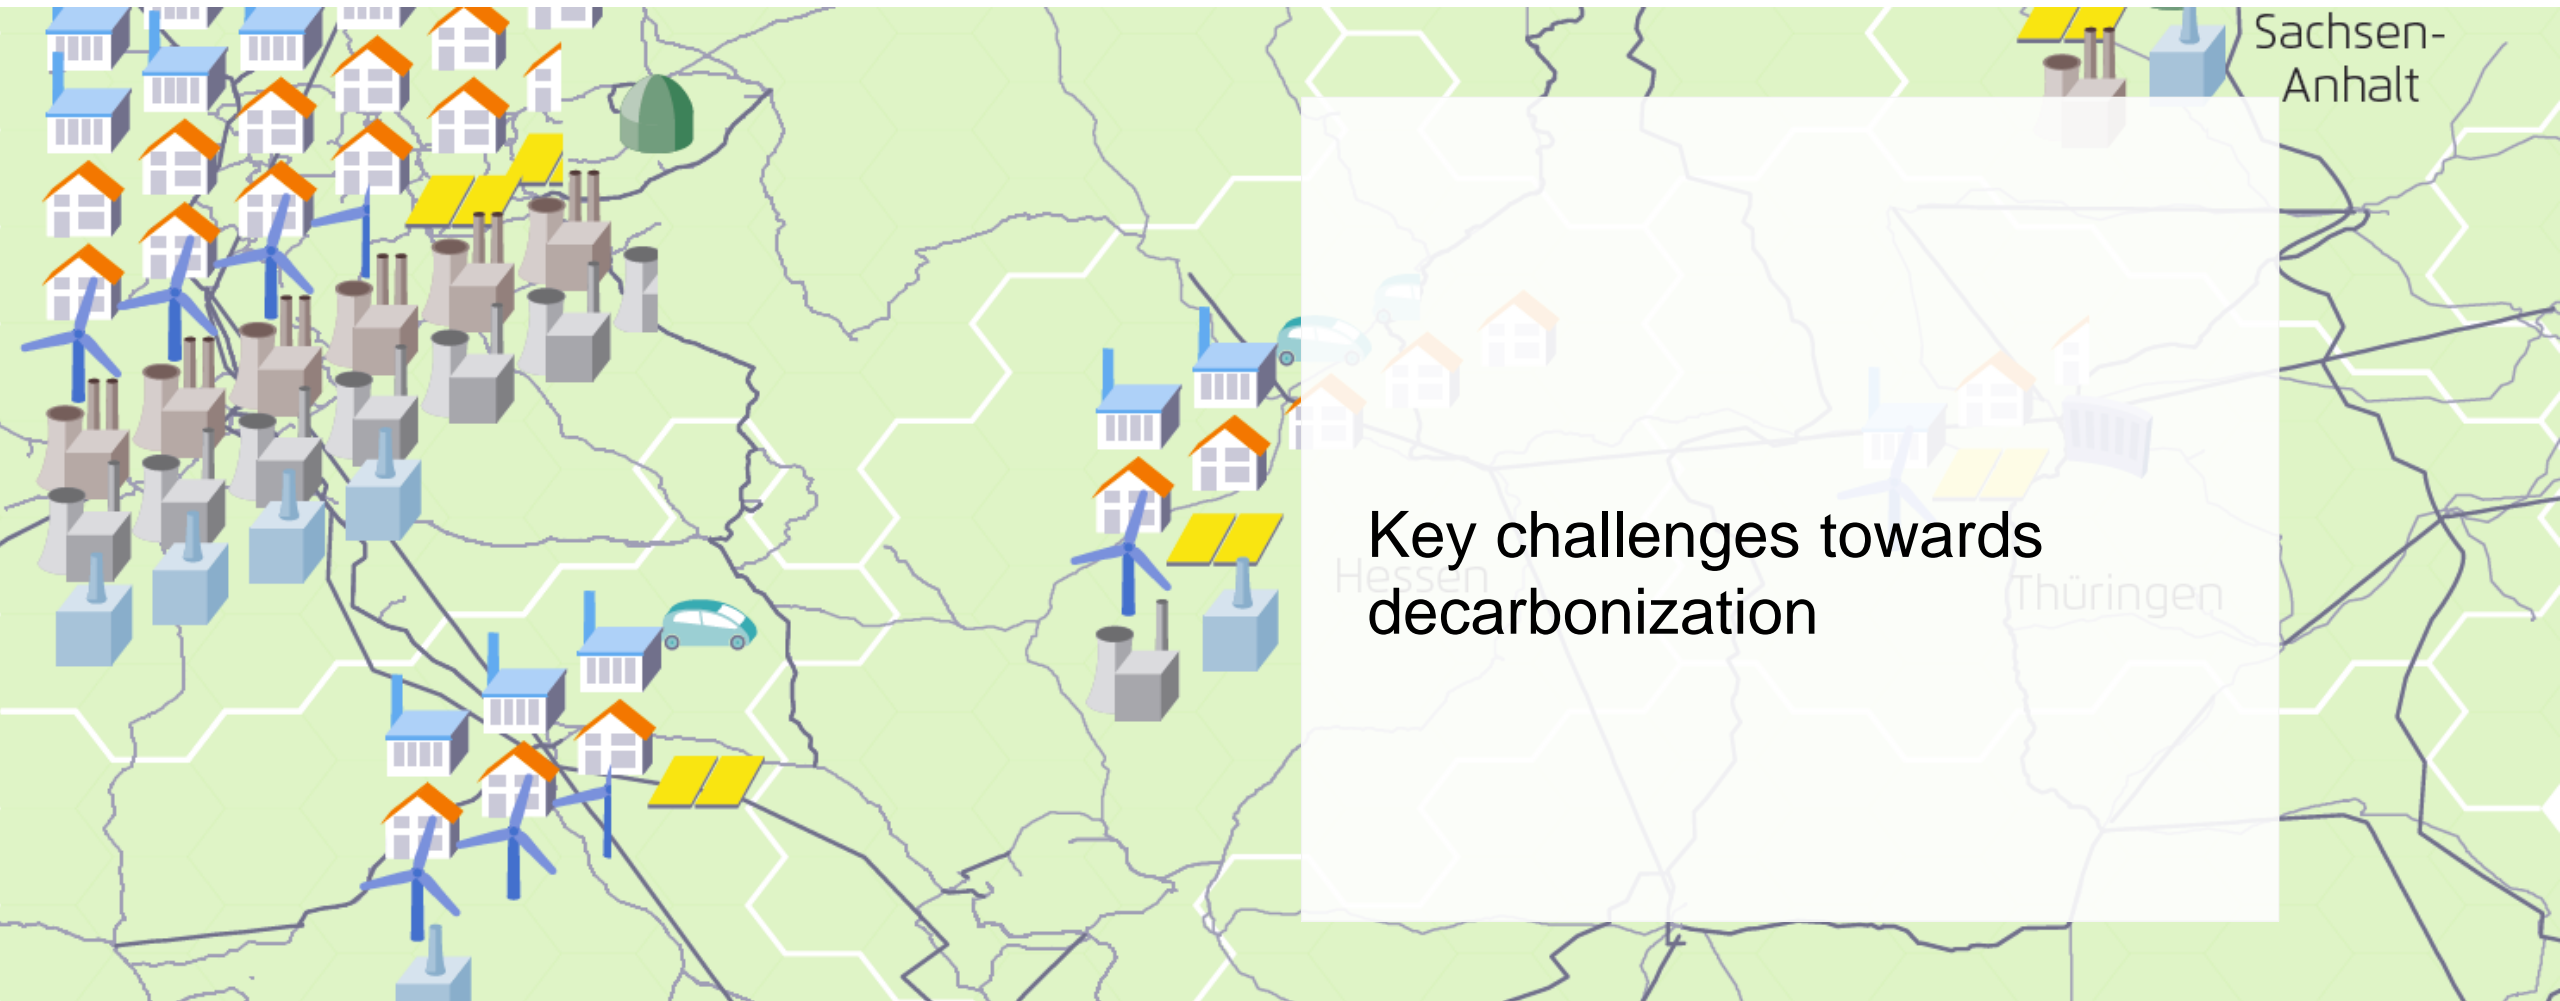 Sachsen-
Anhalt
Key challenges towards
decarbonization
Hessen
Thüringen